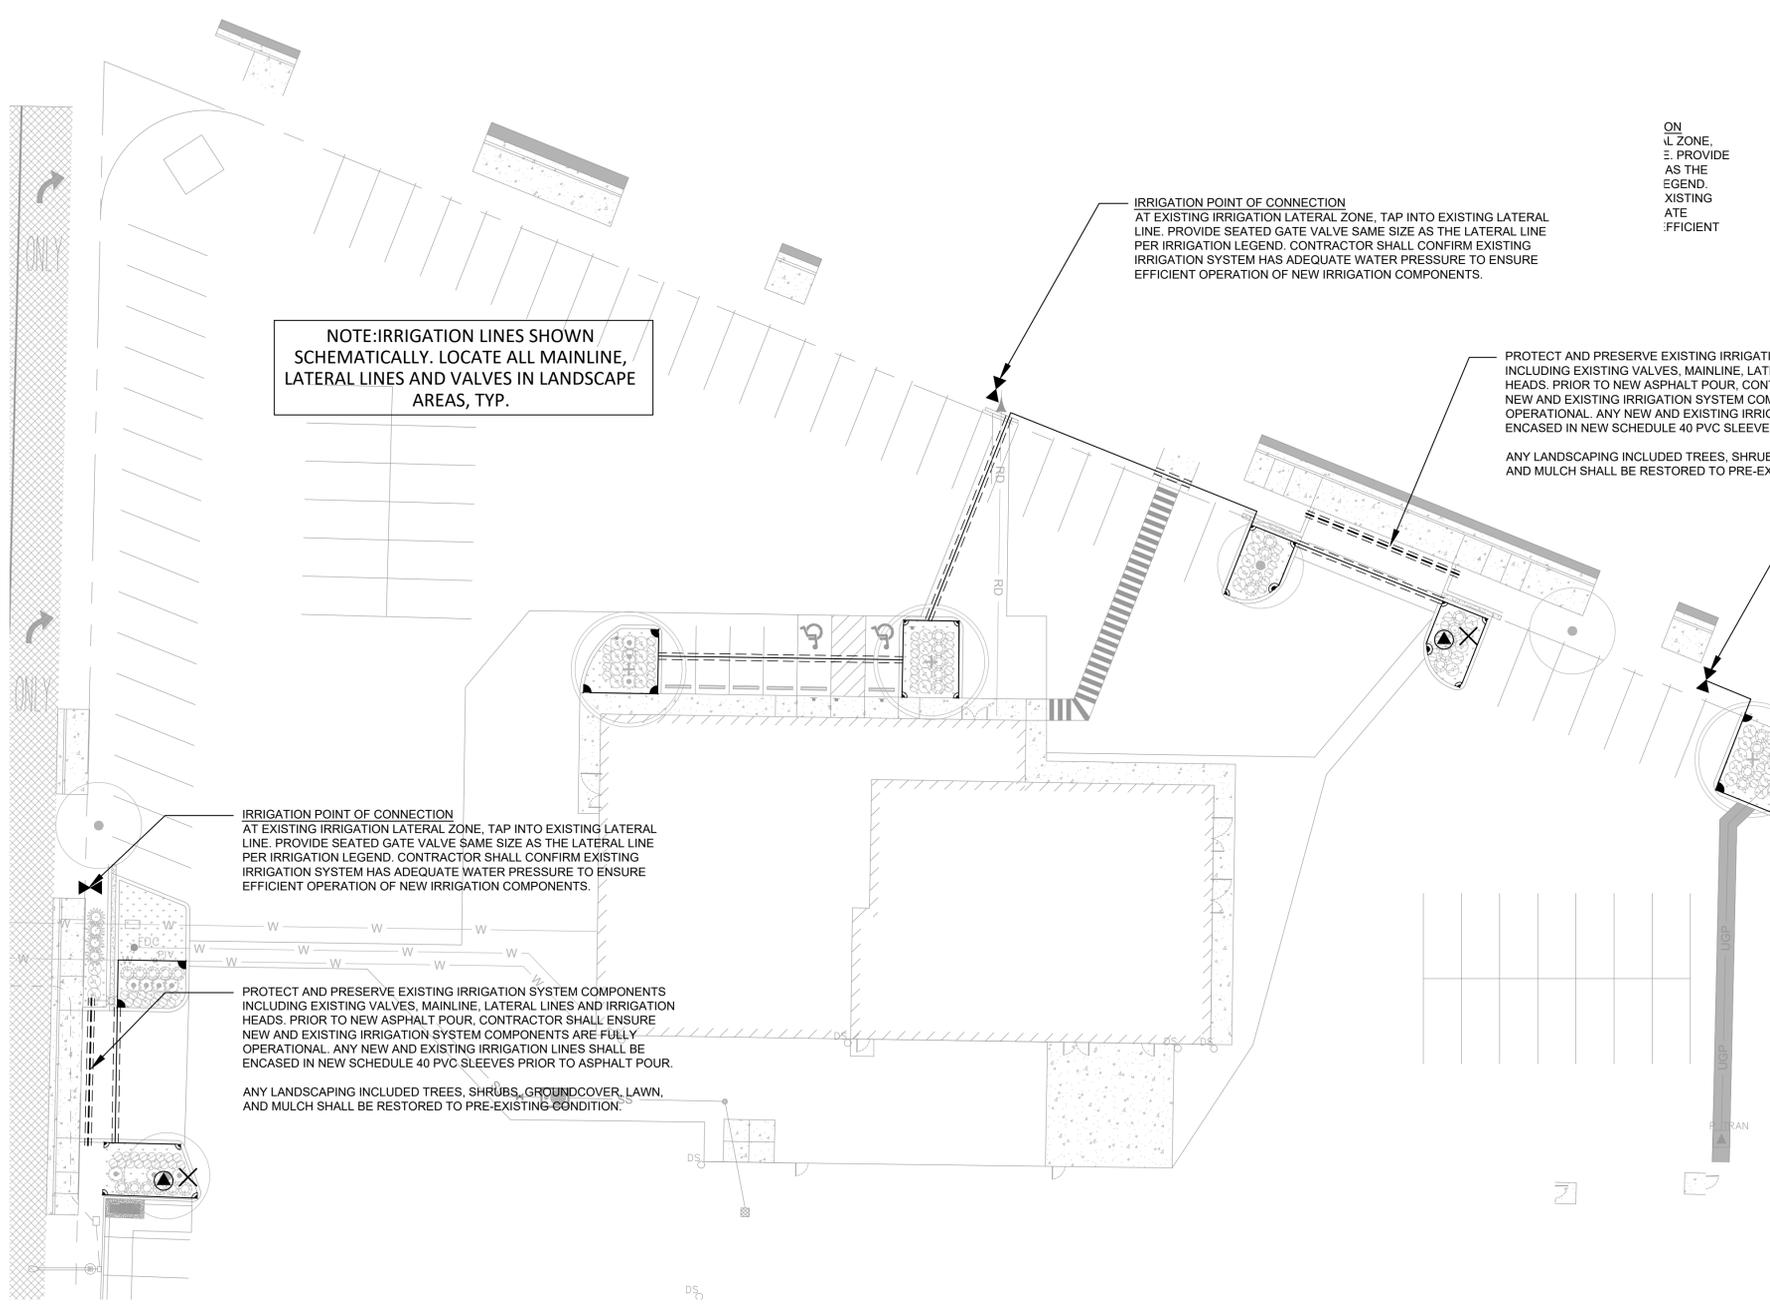 ON
AL ZONE,
E. PROVIDE
AS THE
EGEND.
XISTING
ATE
EFFICIENT
IRRIGATION POINT OF CONNECTION
AT EXISTING IRRIGATION LATERAL ZONE, TAP INTO EXISTING LATERAL
LINE. PROVIDE SEATED GATE VALVE SAME SIZE AS THE LATERAL LINE
PER IRRIGATION LEGEND. CONTRACTOR SHALL CONFIRM EXISTING
IRRIGATION SYSTEM HAS ADEQUATE WATER PRESSURE TO ENSURE
EFFICIENT OPERATION OF NEW IRRIGATION COMPONENTS.
ONLY
NOTE:IRRIGATION LINES SHOWN
SCHEMATICALLY. LOCATE ALL MAINLINE,
LATERAL LINES AND VALVES IN LANDSCAPE
AREAS, TYP.
PROTECT AND PRESERVE EXISTING IRRIGATI
INCLUDING EXISTING VALVES, MAINLINE, LAT
HEADS. PRIOR TO NEW ASPHALT POUR, CON
NEW AND EXISTING IRRIGATION SYSTEM COM
OPERATIONAL. ANY NEW AND EXISTING IRRIG
ENCASED IN NEW SCHEDULE 40 PVC SLEEVE
ANY LANDSCAPING INCLUDED TREES, SHRUB
AND MULCH SHALL BE RESTORED TO PRE-EX
RD
RD
ONLY
IRRIGATION POINT OF CONNECTION
AT EXISTING IRRIGATION LATERAL ZONE, TAP INTO EXISTING LATERAL
LINE. PROVIDE SEATED GATE VALVE SAME SIZE AS THE LATERAL LINE
PER IRRIGATION LEGEND. CONTRACTOR SHALL CONFIRM EXISTING
IRRIGATION SYSTEM HAS ADEQUATE WATER PRESSURE TO ENSURE
EFFICIENT OPERATION OF NEW IRRIGATION COMPONENTS.
W W W W W
FDC
PIV
W W W W
W W W W W
PROTECT AND PRESERVE EXISTING IRRIGATION SYSTEM COMPONENTS
INCLUDING EXISTING VALVES, MAINLINE, LATERAL LINES AND IRRIGATION
HEADS. PRIOR TO NEW ASPHALT POUR, CONTRACTOR SHALL ENSURE
NEW AND EXISTING IRRIGATION SYSTEM COMPONENTS ARE FULLY
OPERATIONAL. ANY NEW AND EXISTING IRRIGATION LINES SHALL BE
ENCASED IN NEW SCHEDULE 40 PVC SLEEVES PRIOR TO ASPHALT POUR.
ANY LANDSCAPING INCLUDED TREES, SHRUBS, GROUNDCOVER, LAWN,
AND MULCH SHALL BE RESTORED TO PRE-EXISTING CONDITION.
SS
UGP
UGP
DS
DS
DS
DS
DS